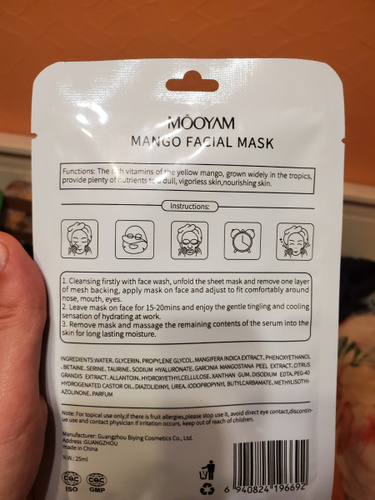 MOOYAM
MANGO FACIAL MASK
Functions: The rich vitamins of the yellow mango, grown widely in the tropics,
provide plenty of nutrients to a dull, vigorless skin,nourishing skin.
Instructions:
1. Cleansing firstly with face wash, unfold the sheet mask and remove one layer
of mesh backing, apply mask on face and adjust to fit comfortably around
nose, mouth, eyes.
2. Leave mask on face for 15-20mins and enjoy the gentle tingling and cooling
sensation of hydrating at work.
3. Remove mask and massage the remaining contents of the serum into the
skin for long lasting moisture.
INGREDIENTS:WATER, GLYCERIN, PROPYLENE GLYCOL, MANGIFERA INDICA EXTRACT, PHENOXYETHANOL
, BETAINE, SERINE, TAURINE, SODIUM HYALURONATE, GARCINIA MANGOSTANA PEEL EXTRACT, CITRUS
GRANDIS EXTRACT, ALLANTOIN, HYDROXYETHYLCELLULOSE, XANTHAN GUM, DISODIUM EDTA, PEG-40
HYDROGENATED CASTOR OIL, DIAZOLIDINYL UREA, IODOPROPYNYL BUTYLCARBAMATE, METHYLISOTHI-
AZOLINONE, PARFUM
Note: For topical use only,if there is fruit allergies,please stop use it, avoid direct eye contact,discontin-
ue use and contact physician if irritation occurs, keep out of reach of children.
Manufacturer: Guangzhou Biying Cosmetics Co., Ltd.
Address :GUANGZHOU
made in China
N.W.: 25ml
CQC
ISO
CQC
GMP
6 940824 196692